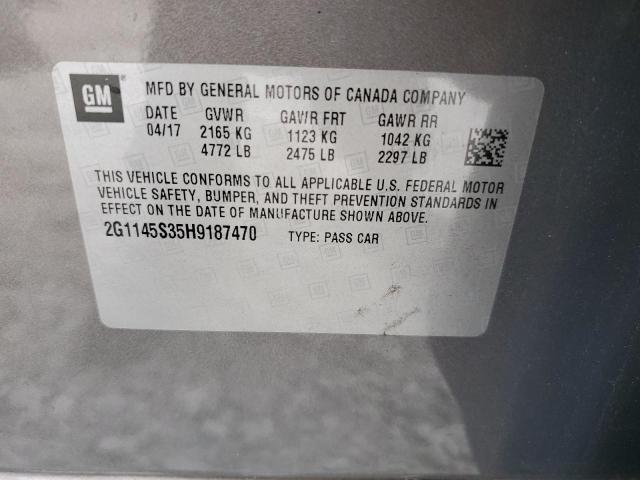 GM
MFD BY GENERAL MOTORS OF CANADA COMPANY
DATE GVWR GAWR FRT GAWR RR
04/17 2165 KG 1123 KG 1042 KG
4772 LB 2475 LB 2297 LB
THIS VEHICLE CONFORMS TO ALL APPLICABLE U.S. FEDERAL MOTOR
VEHICLE SAFETY, BUMPER, AND THEFT PREVENTION STANDARDS IN
EFFECT ON THE DATE OF MANUFACTURE SHOWN ABOVE.
2G1145S35H9187470 TYPE: PASS CAR